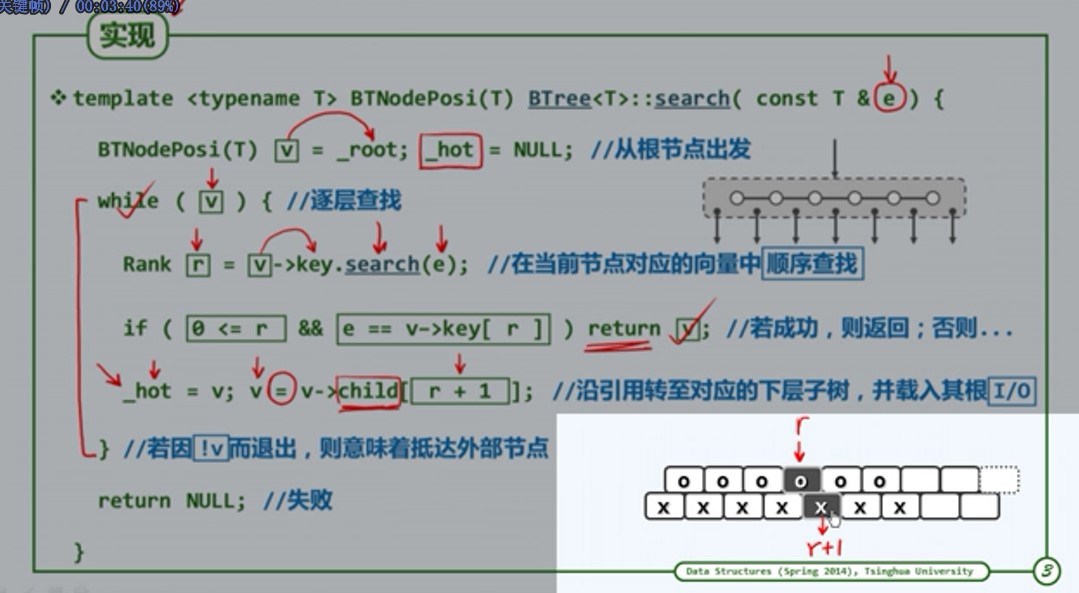 关键帧) / 00:03:40(89%)
实现
❖ template <typename T> BTNodePosi(T) BTree<T>::search( const T & e ) {
BTNodePosi(T) v = _root; _hot = NULL; //从根节点出发
while ( v ) { //逐层查找
Rank r = v->key.search(e); //在当前节点对应的向量中顺序查找
if ( 0 <= r && e == v->key[ r ] ) return v; //若成功，则返回；否则...
_hot = v; v = v->child[ r + 1 ]; //沿引用转至对应的下层子树，并载入其根I/O
} //若因!v而退出，则意味着抵达外部节点
return NULL; //失败
}
r
o o o o o o
x x x x x x x
r+1
Data Structures (Spring 2014), Tsinghua University
3